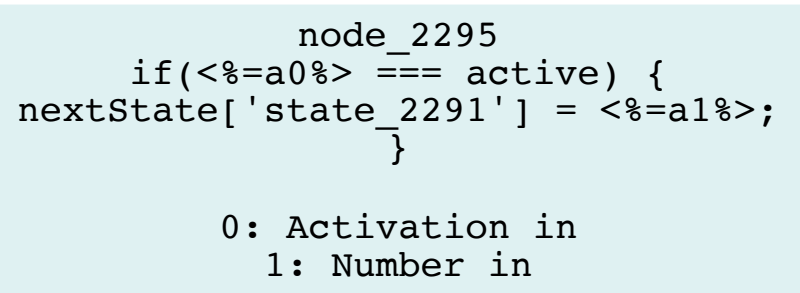 node_2295
if(<%=a0%> === active) {
nextState['state_2291'] = <%=a1%>;
}
0: Activation in
1: Number in